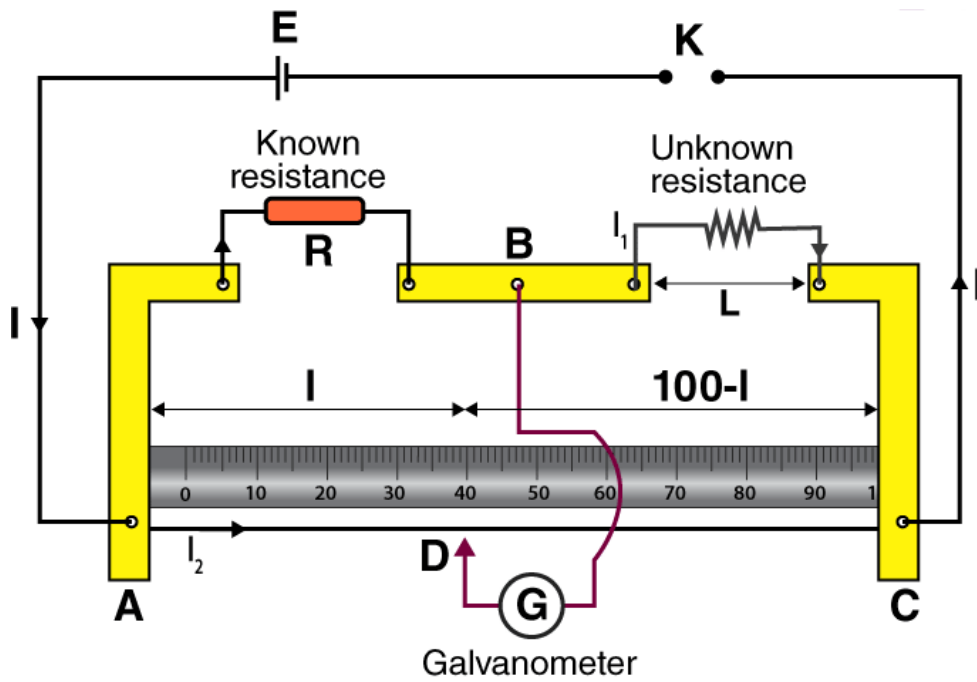 E
K
Known
resistance
Unknown
resistance
R
B
I₁
L
I
I
l
100-l
0 10 20 30 40 50 60 70 80 90 1
I₂
D
G
A
C
Galvanometer